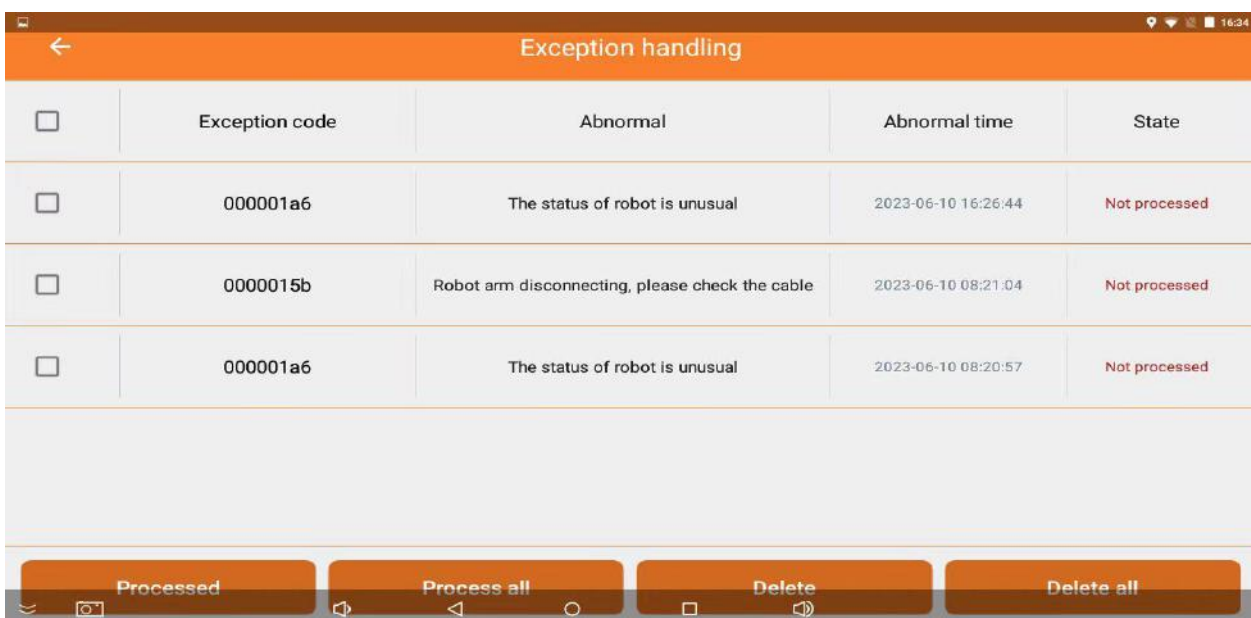 16:34
Exception handling
Exception code Abnormal Abnormal time State
000001a6 The status of robot is unusual 2023-06-10 16:26:44 Not processed
0000015b Robot arm disconnecting, please check the cable 2023-06-10 08:21:04 Not processed
000001a6 The status of robot is unusual 2023-06-10 08:20:57 Not processed
Processed Process all Delete Delete all